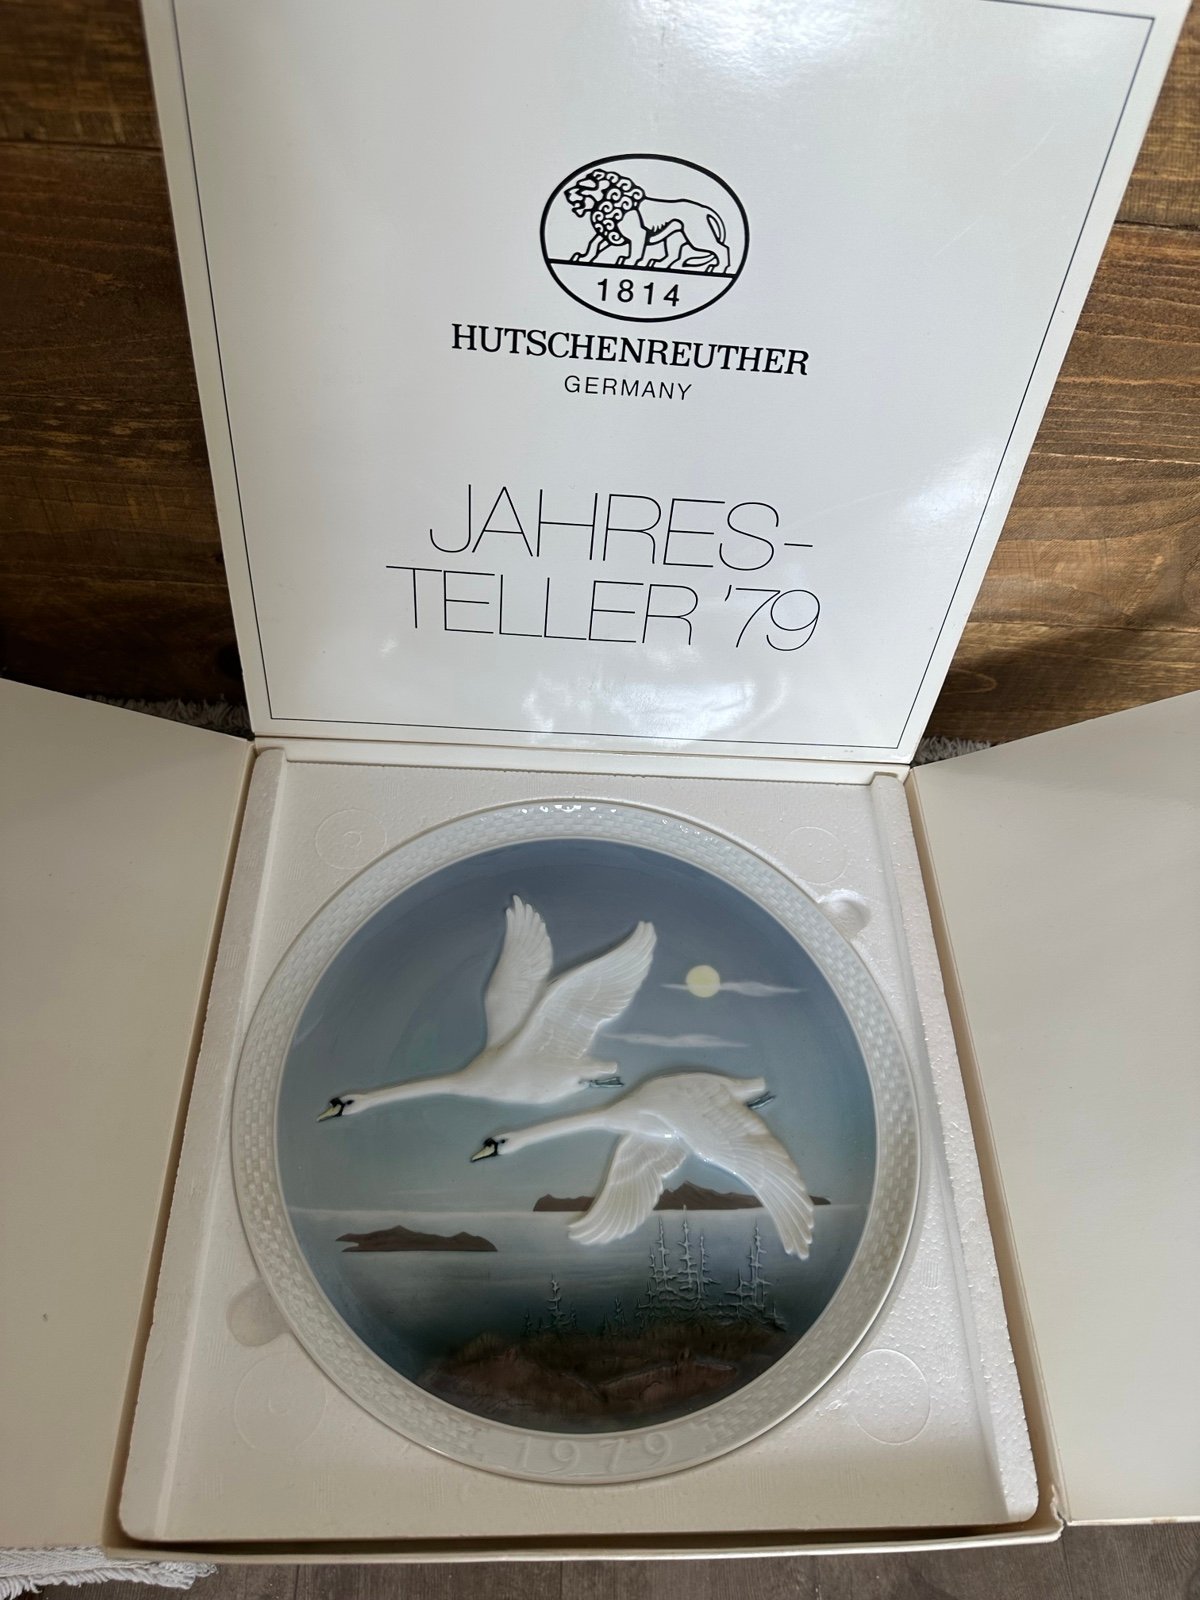 1814
HUTSCHENREUTHER
GERMANY
JAHRES-
TELLER '79
1979